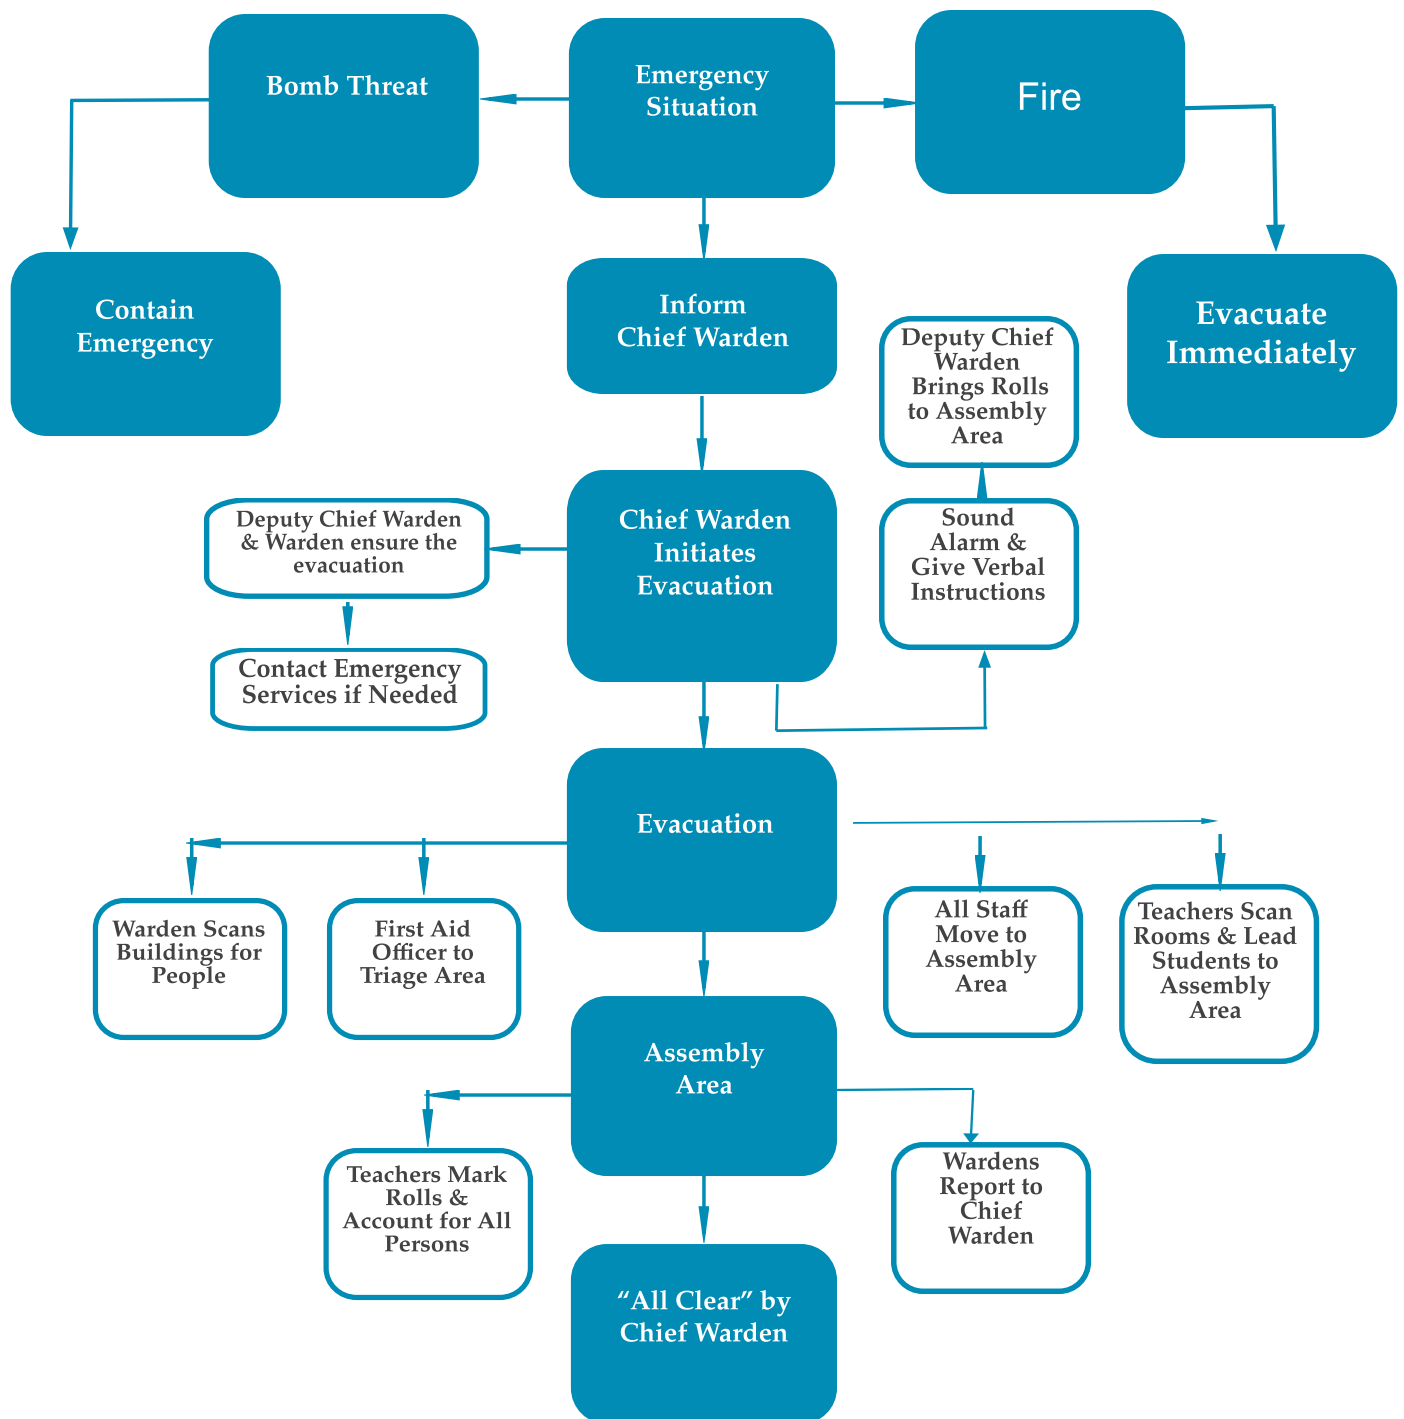 Bomb Threat
Emergency
Situation
Fire
Contain
Emergency
Inform
Chief Warden
Deputy Chief
Warden
Brings Rolls
to Assembly
Area
Evacuate
Immediately
Deputy Chief Warden
& Warden ensure the
evacuation
Chief Warden
Initiates
Evacuation
Sound
Alarm &
Give Verbal
Instructions
Contact Emergency
Services if Needed
Evacuation
Warden Scans
Buildings for
People
First Aid
Officer to
Triage Area
All Staff
Move to
Assembly
Area
Teachers Scan
Rooms & Lead
Students to
Assembly
Area
Assembly
Area
Teachers Mark
Rolls &
Account for All
Persons
Wardens
Report to
Chief
Warden
“All Clear” by
Chief Warden